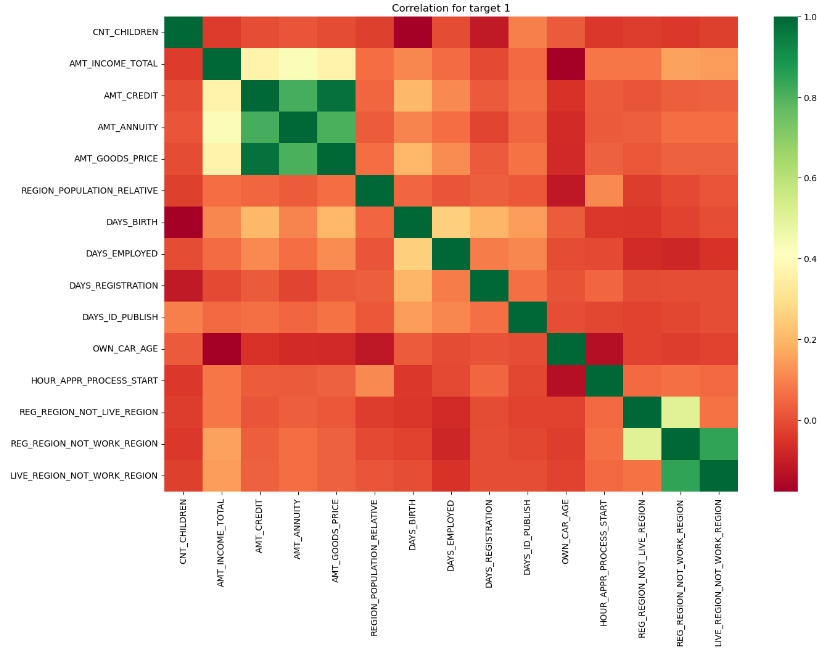 Correlation for target 1
CNT_CHILDREN
AMT_INCOME_TOTAL
AMT_CREDIT
AMT_ANNUITY
AMT_GOODS_PRICE
REGION_POPULATION_RELATIVE
DAYS_BIRTH
DAYS_EMPLOYED
DAYS_REGISTRATION
DAYS_ID_PUBLISH
OWN_CAR_AGE
HOUR_APPR_PROCESS_START
REG_REGION_NOT_LIVE_REGION
REG_REGION_NOT_WORK_REGION
LIVE_REGION_NOT_WORK_REGION
CNT_CHILDREN
AMT_INCOME_TOTAL
AMT_CREDIT
AMT_ANNUITY
AMT_GOODS_PRICE
REGION_POPULATION_RELATIVE
DAYS_BIRTH
DAYS_EMPLOYED
DAYS_REGISTRATION
DAYS_ID_PUBLISH
OWN_CAR_AGE
HOUR_APPR_PROCESS_START
REG_REGION_NOT_LIVE_REGION
REG_REGION_NOT_WORK_REGION
LIVE_REGION_NOT_WORK_REGION
1.0
0.8
0.6
0.4
0.2
0.0